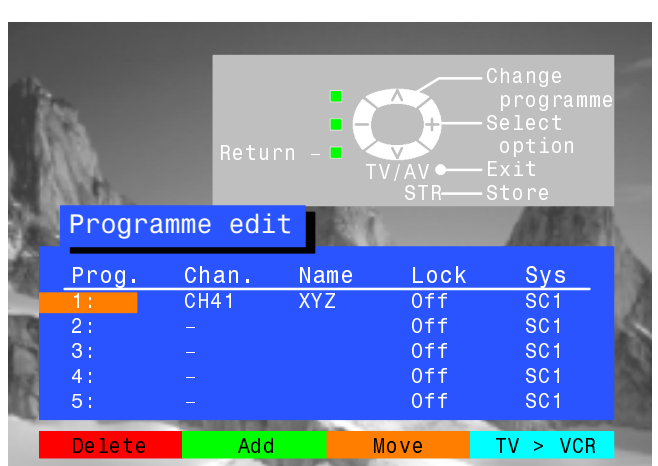 Change
programme
Select
option
Return –
TV/AV Exit
STR Store
Programme edit
Prog. Chan. Name Lock Sys
1: CH41 XYZ Off SC1
2: – Off SC1
3: – Off SC1
4: – Off SC1
5: – Off SC1
Delete Add Move TV > VCR